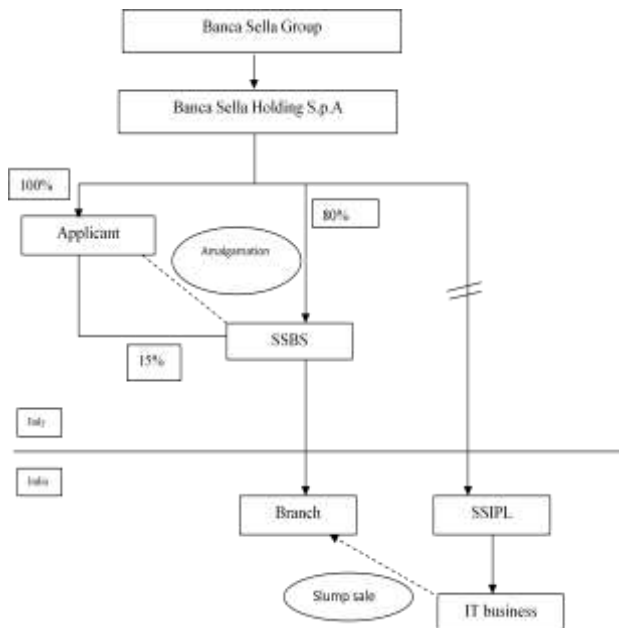 Banca Sella Group
Banca Sella Holding S.p.A
100%
80%
Applicant
Amalgamation
SSBS
15%
Italy
India
Branch
SSIPL
Slump sale
IT business